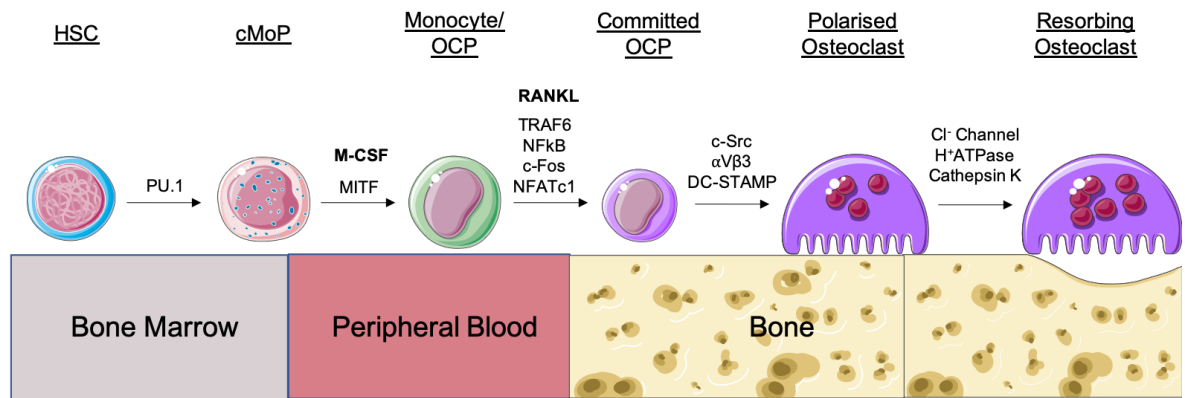 HSC
cMoP
Monocyte/
OCP
Committed
OCP
Polarised
Osteoclast
Resorbing
Osteoclast
PU.1
M-CSF
MITF
RANKL
TRAF6
NFkB
c-Fos
NFATc1
c-Src
αVβ3
DC-STAMP
Cl⁻ Channel
H⁺ATPase
Cathepsin K
Bone Marrow
Peripheral Blood
Bone